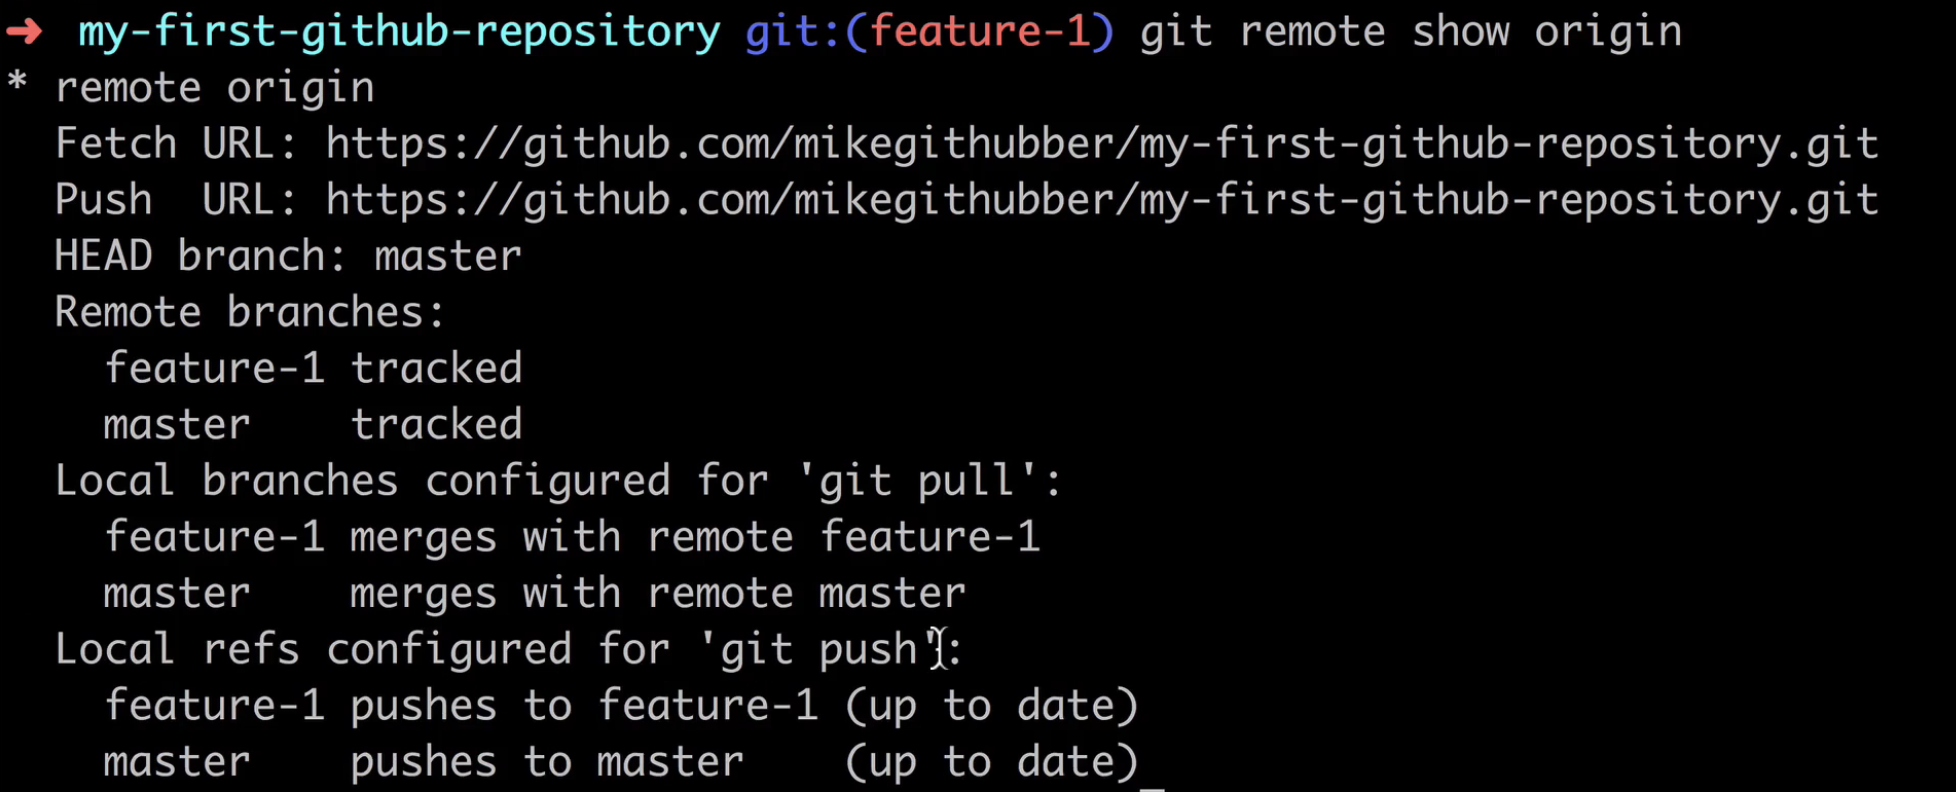 ➜ my-first-github-repository git:(feature-1) git remote show origin
* remote origin
  Fetch URL: https://github.com/mikegithubber/my-first-github-repository.git
  Push  URL: https://github.com/mikegithubber/my-first-github-repository.git
  HEAD branch: master
  Remote branches:
    feature-1 tracked
    master    tracked
  Local branches configured for 'git pull':
    feature-1 merges with remote feature-1
    master    merges with remote master
  Local refs configured for 'git push':
    feature-1 pushes to feature-1 (up to date)
    master    pushes to master    (up to date)